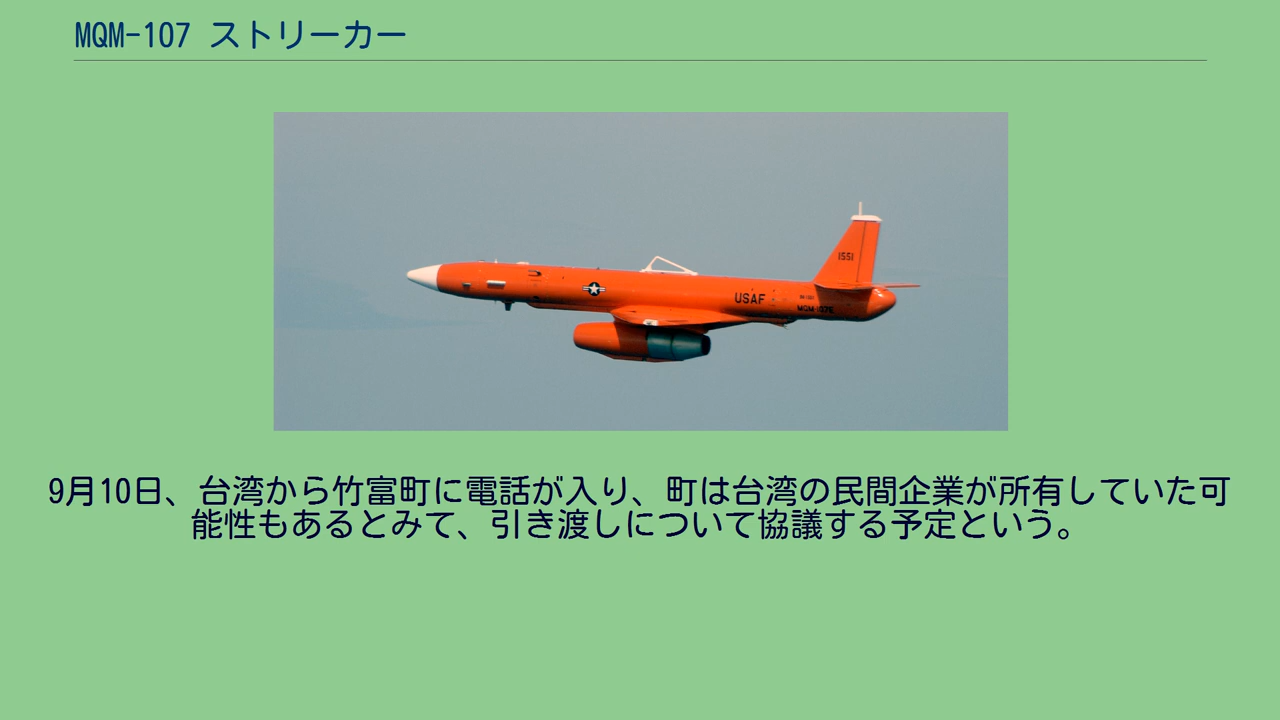 MQM-107 ストリーカー
1551
USAF
MQM-107E
9月10日、台湾から竹富町に電話が入り、町は台湾の民間企業が所有していた可
能性もあるとみて、引き渡しについて協議する予定という。